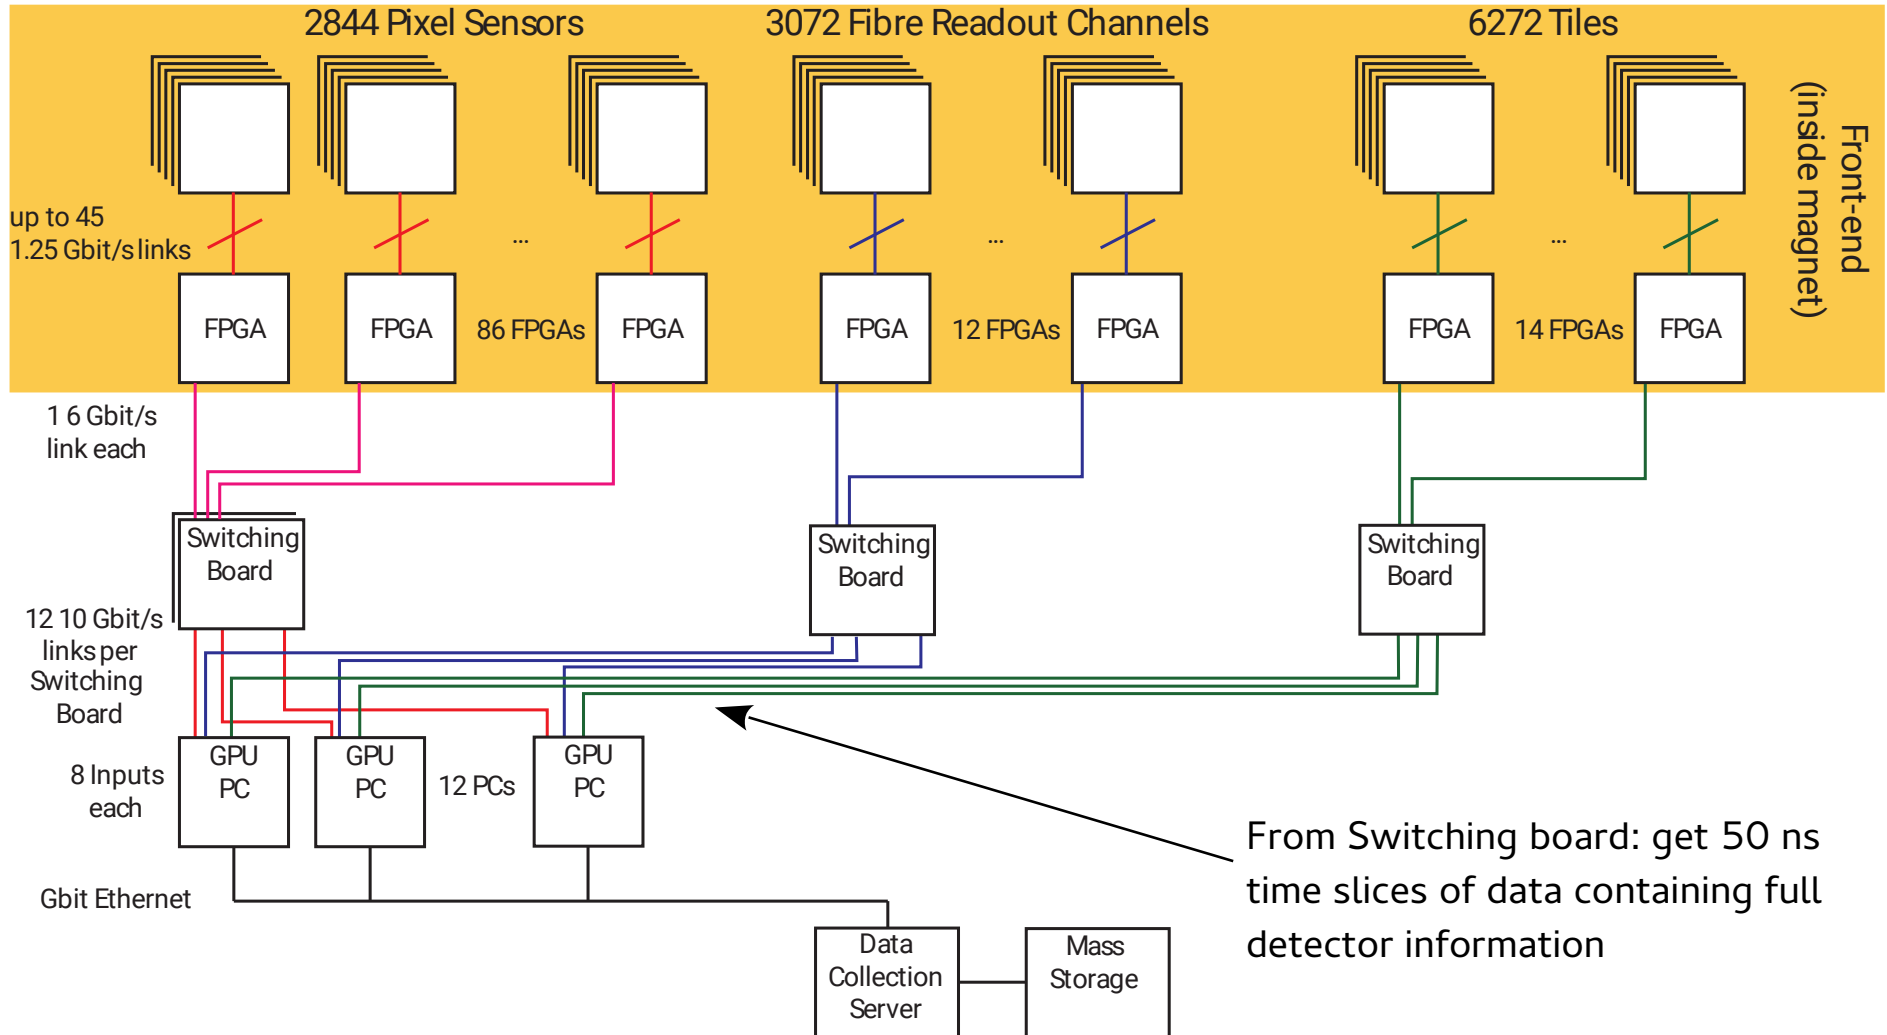 2844 Pixel Sensors
3072 Fibre Readout Channels
6272 Tiles
Front-end
(inside magnet)
up to 45
1.25 Gbit/s links
...
...
...
FPGA
FPGA
86 FPGAs
FPGA
FPGA
12 FPGAs
FPGA
FPGA
14 FPGAs
FPGA
1 6 Gbit/s
link each
Switching
Board
Switching
Board
Switching
Board
12 10 Gbit/s
links per
Switching
Board
8 Inputs
each
GPU
PC
GPU
PC
12 PCs
GPU
PC
Gbit Ethernet
From Switching board: get 50 ns
time slices of data containing full
detector information
Data
Collection
Server
Mass
Storage